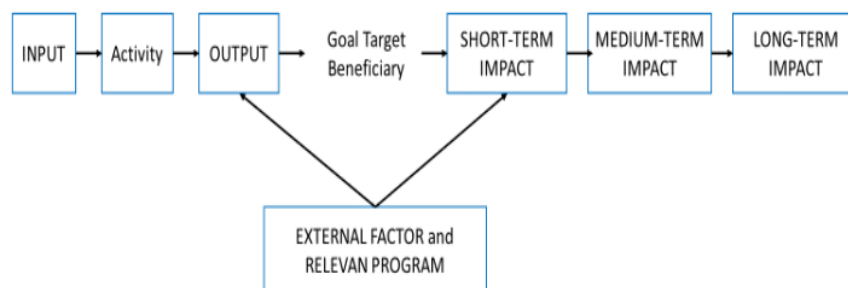 INPUT
Activity
OUTPUT
Goal Target
Beneficiary
SHORT-TERM
IMPACT
MEDIUM-TERM
IMPACT
LONG-TERM
IMPACT
EXTERNAL FACTOR and
RELEVAN PROGRAM